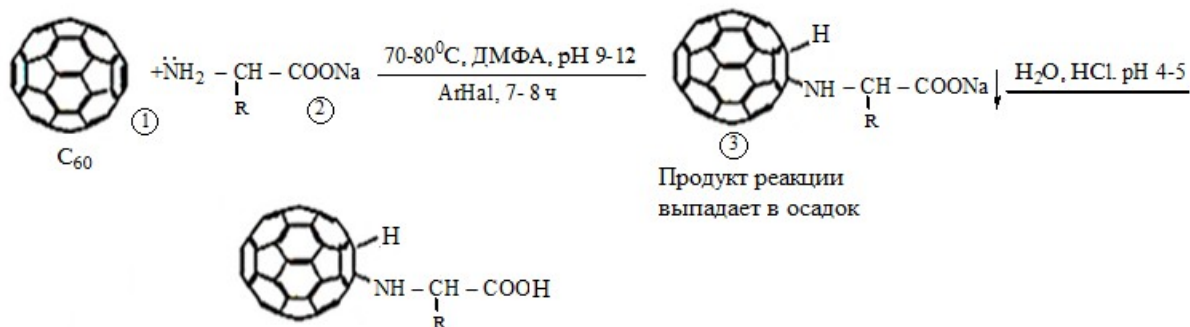 C₆₀
①
+N̈H₂ – CH – COONa
R
②
70-80⁰C, ДМФА, pH 9-12
ArHal, 7- 8 ч
H
NH – CH – COONa
R
③
Продукт реакции
выпадает в осадок
H₂O, HCl. pH 4-5
H
NH – CH – COOH
R